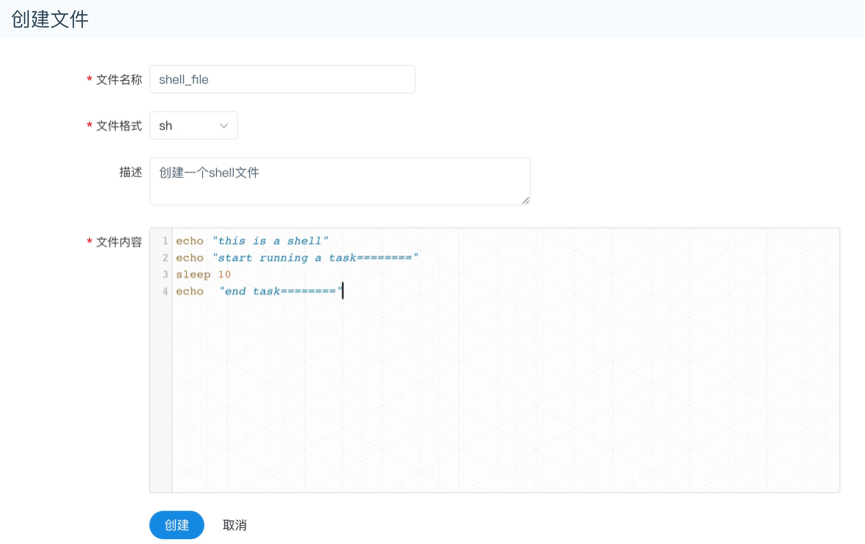 创建文件
* 文件名称 shell_file
* 文件格式 sh
描述 创建一个shell文件
* 文件内容
1 echo "this is a shell"
2 echo "start running a task========"
3 sleep 10
4 echo  "end task========"
创建 取消